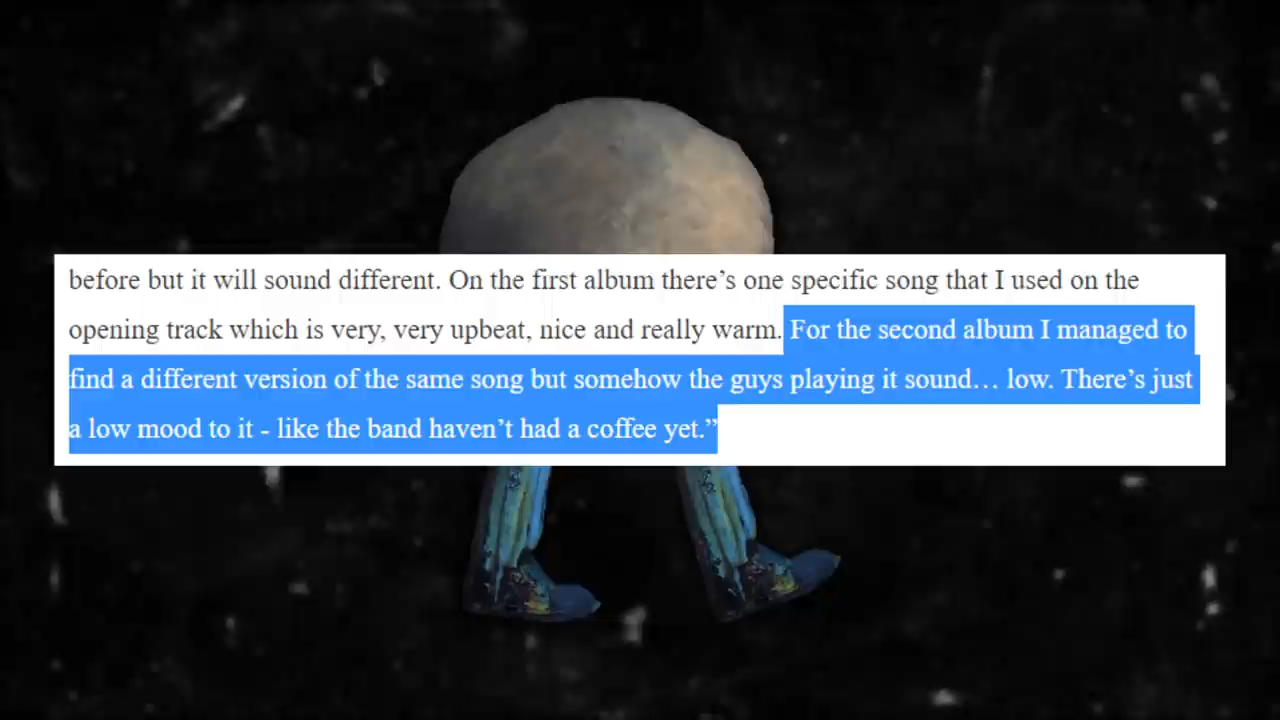 before but it will sound different. On the first album there’s one specific song that I used on the
opening track which is very, very upbeat, nice and really warm. For the second album I managed to
find a different version of the same song but somehow the guys playing it sound… low. There’s just
a low mood to it - like the band haven’t had a coffee yet.”